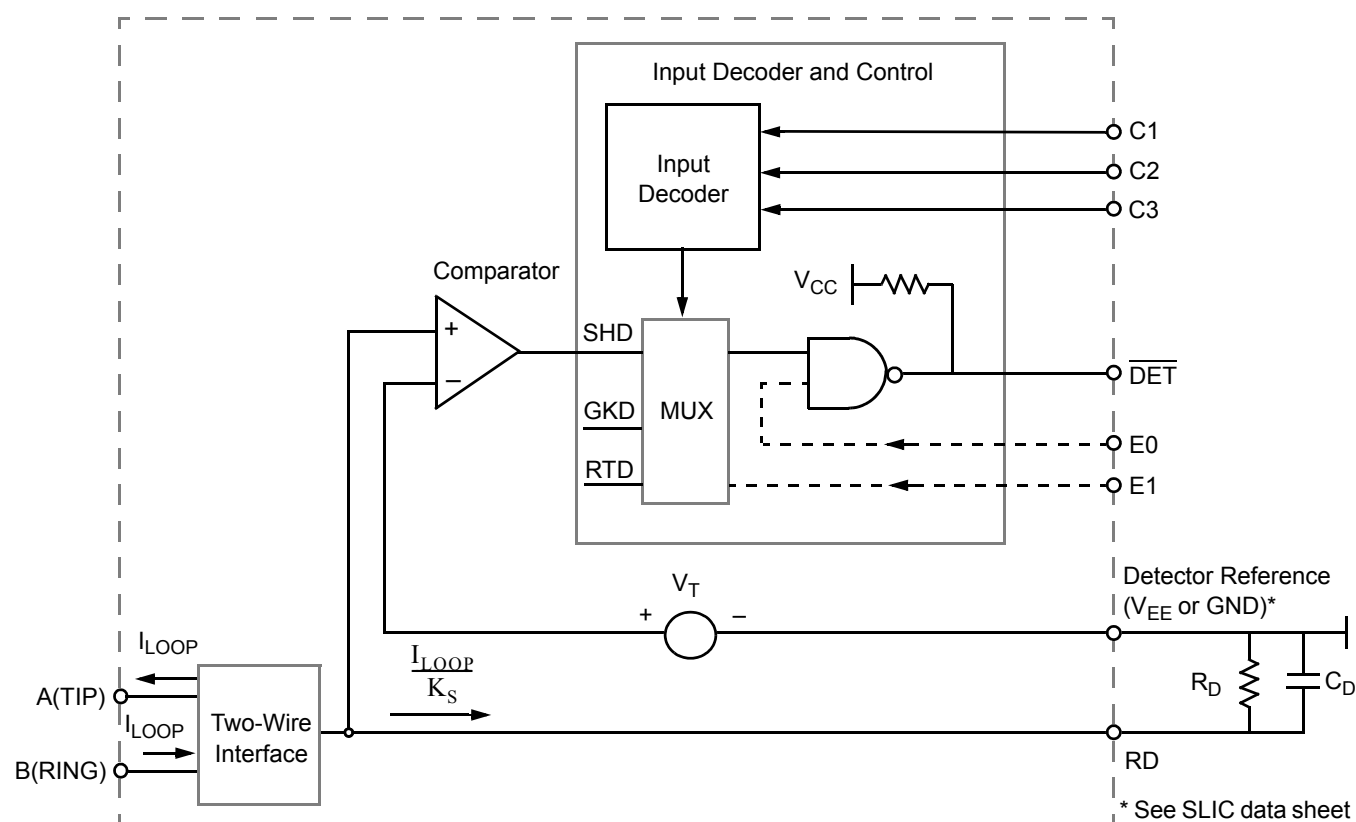 Input Decoder and Control
Input
Decoder
C1
C2
C3
Comparator
VCC
+
−
SHD
GKD
RTD
MUX
DET
E0
E1
VT
+
−
Detector Reference
(VEE or GND)*
ILOOP
A(TIP)
ILOOP
B(RING)
Two-Wire
Interface
ILOOP
KS
RD
CD
RD
* See SLIC data sheet